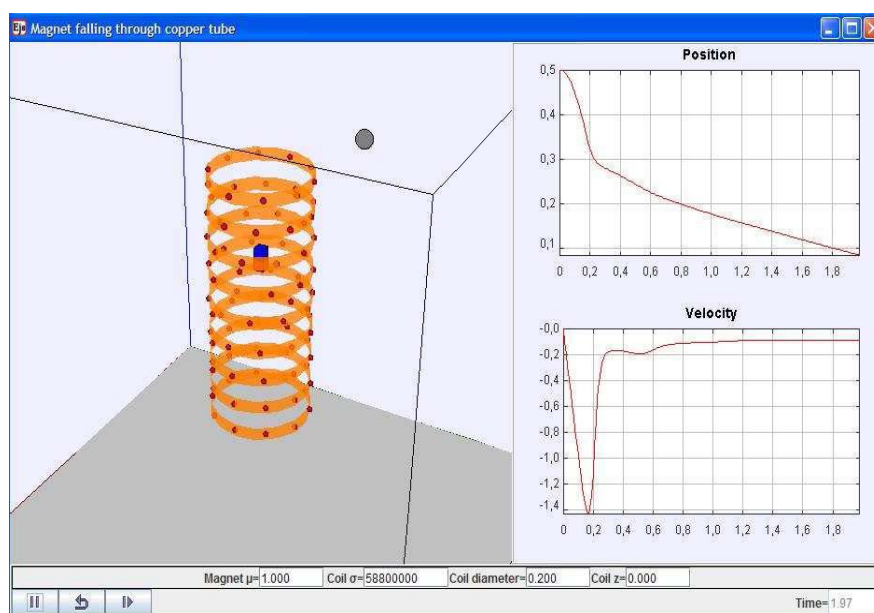 Ejs Magnet falling through copper tube
Position
0,5
0,4
0,3
0,2
0,1
0 0,2 0,4 0,6 0,8 1,0 1,2 1,4 1,6 1,8
Velocity
-0,0
-0,2
-0,4
-0,6
-0,8
-1,0
-1,2
-1,4
0 0,2 0,4 0,6 0,8 1,0 1,2 1,4 1,6 1,8
Magnet μ= 1.000 Coil σ= 58800000 Coil diameter= 0.200 Coil z= 0.000
Time= 1.97